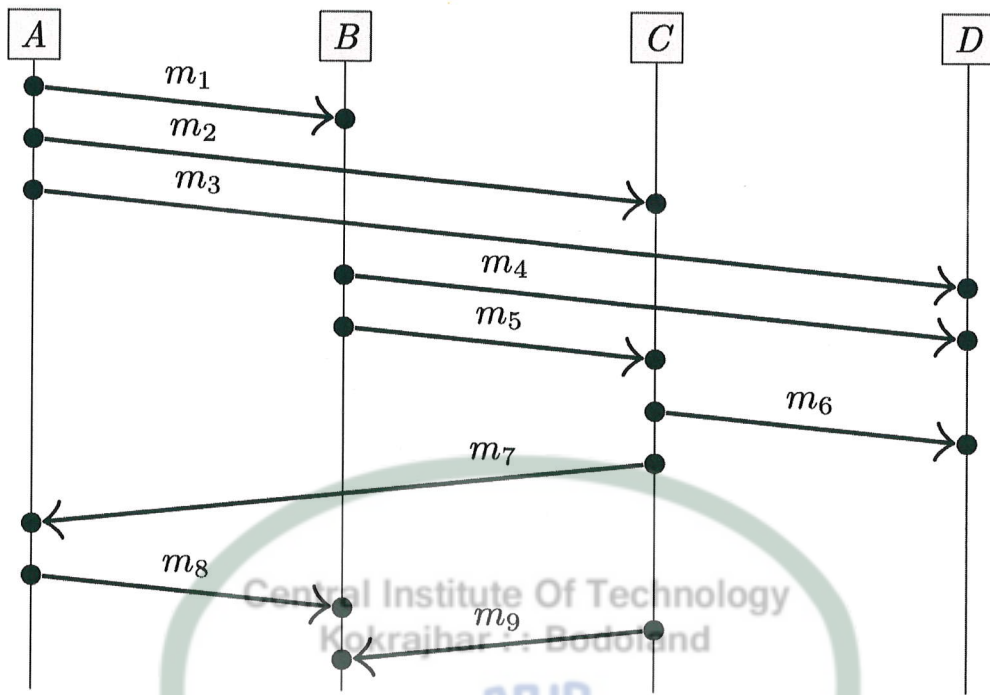 A B C D
m₁
m₂
m₃
m₄
m₅
m₆
m₇
m₈
m₉
Central Institute Of Technology
Kokrajhar :: Bodoland